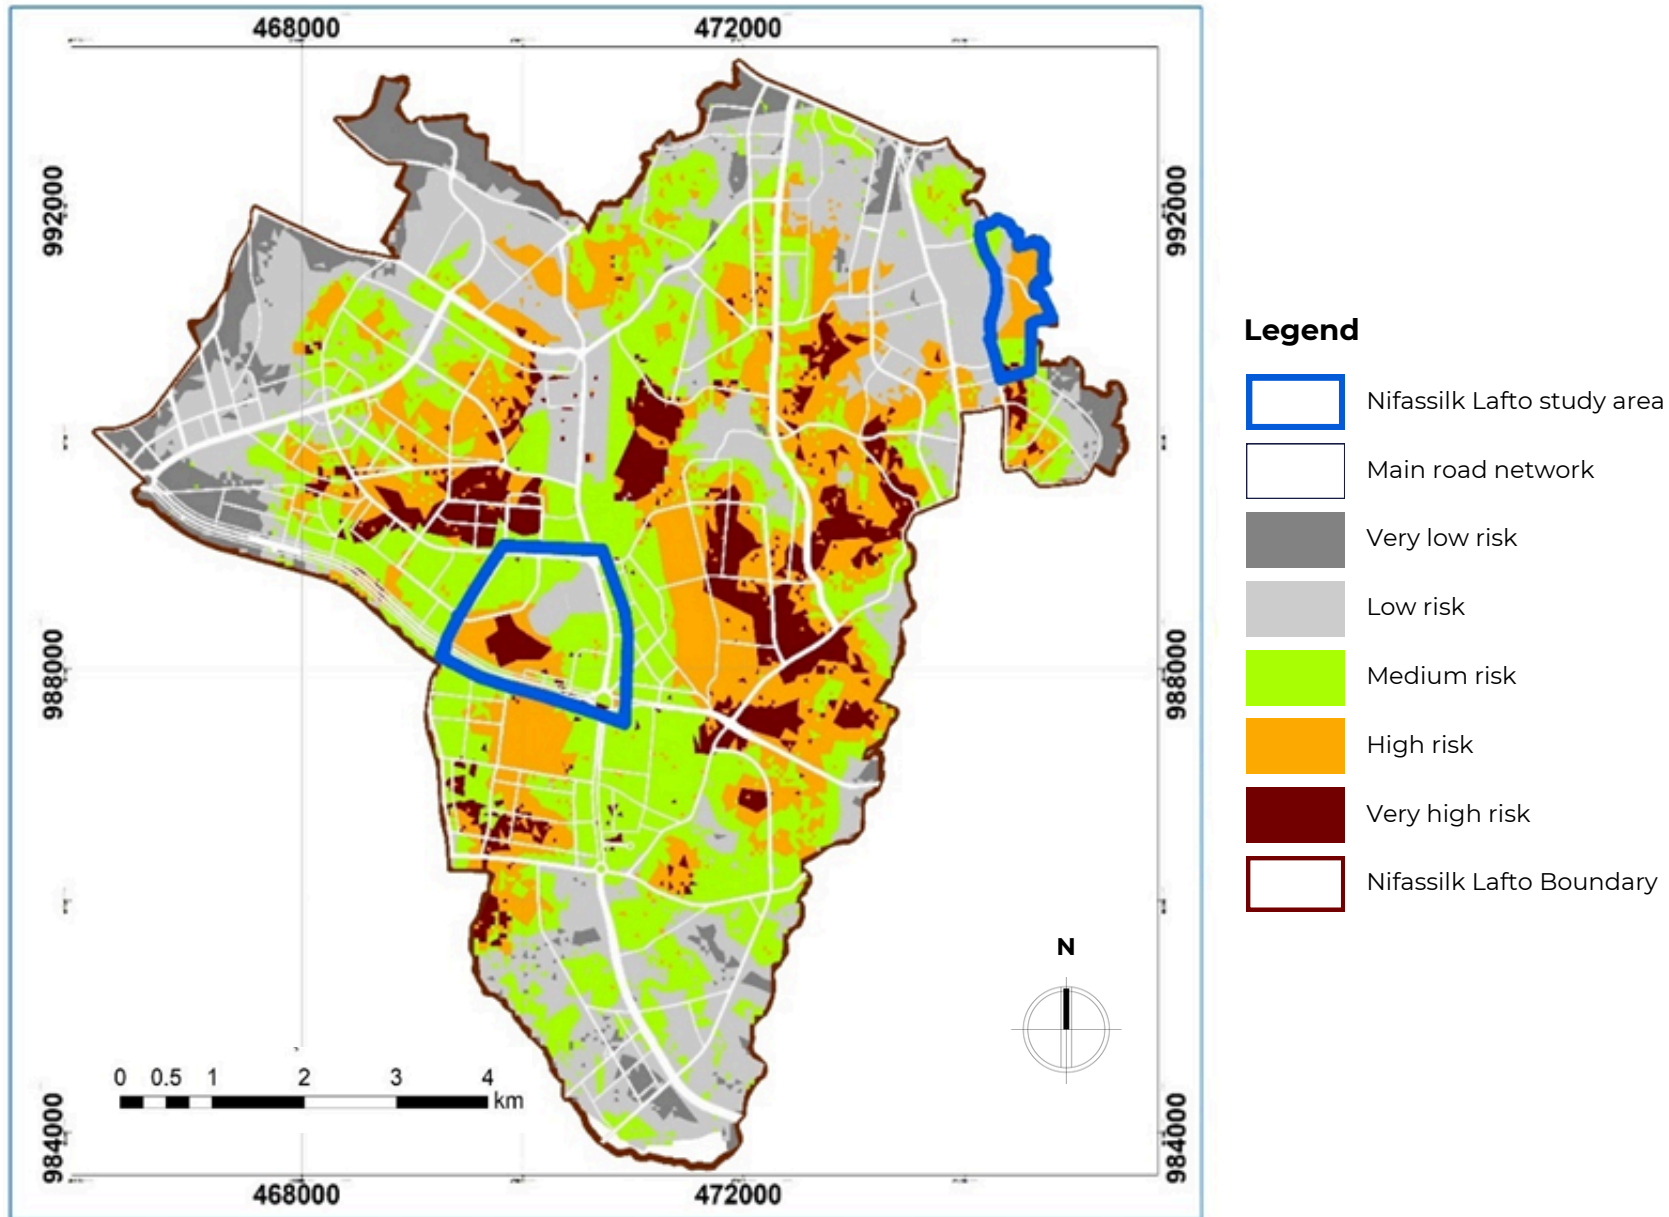 468000 472000
992000 992000
Legend
Nifassilk Lafto study area
Main road network
Very low risk
Low risk
Medium risk
988000 988000
High risk
Very high risk
Nifassilk Lafto Boundary
N
0 0.5 1 2 3 4
km
984000 984000
468000 472000